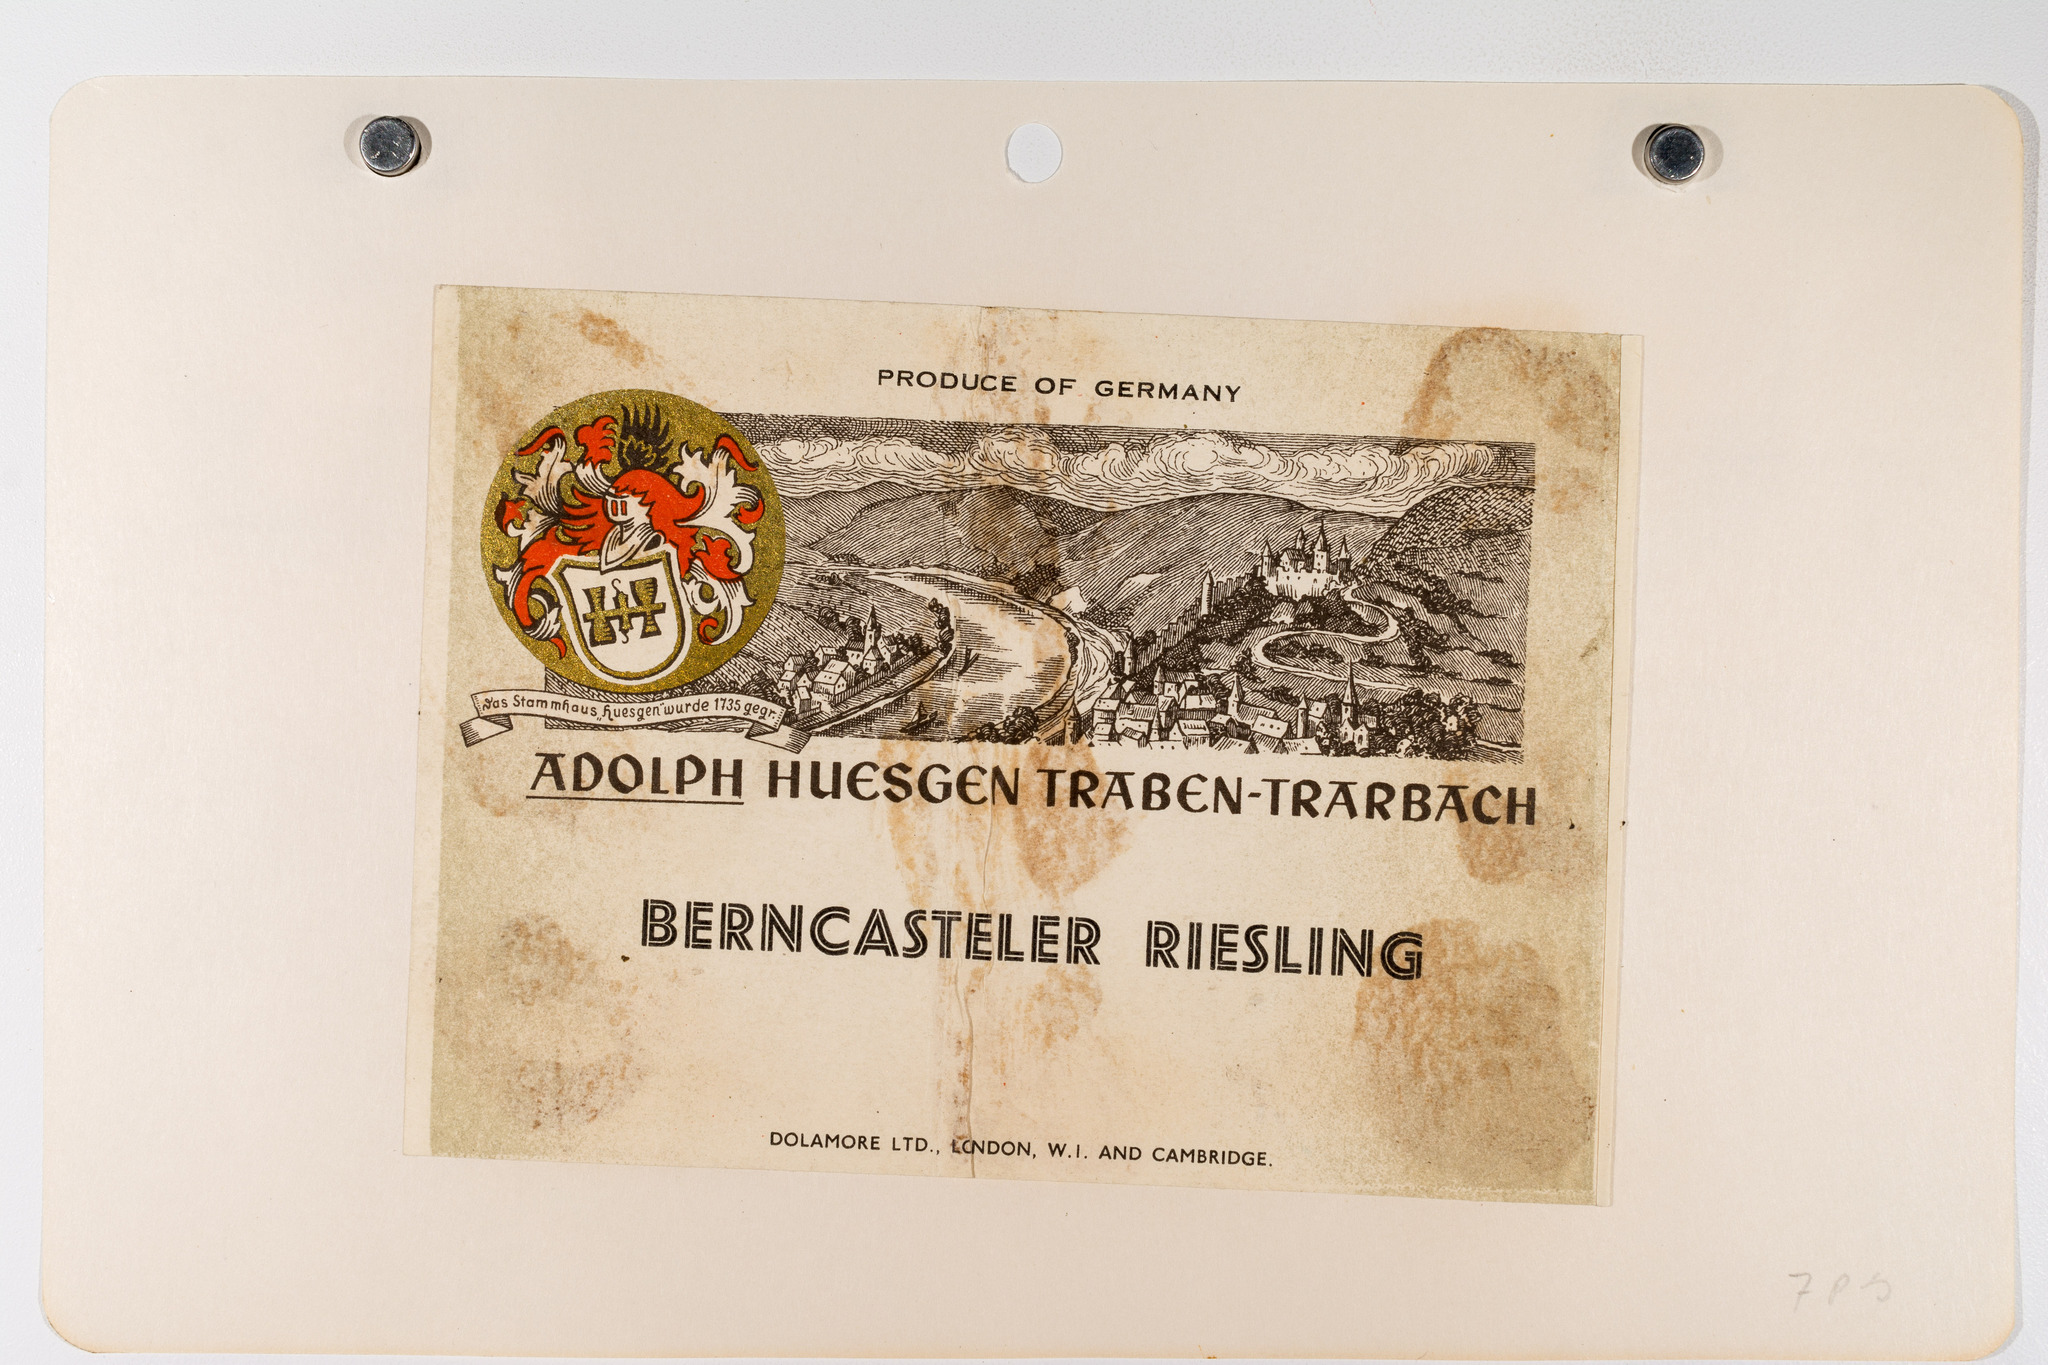 PRODUCE OF GERMANY
Das Stammhaus „Huesgen" wurde 1735 gegr.
ADOLPH HUESGEN TRABEN-TRARBACH
BERNCASTELER RIESLING
DOLAMORE LTD., LONDON, W.1. AND CAMBRIDGE.